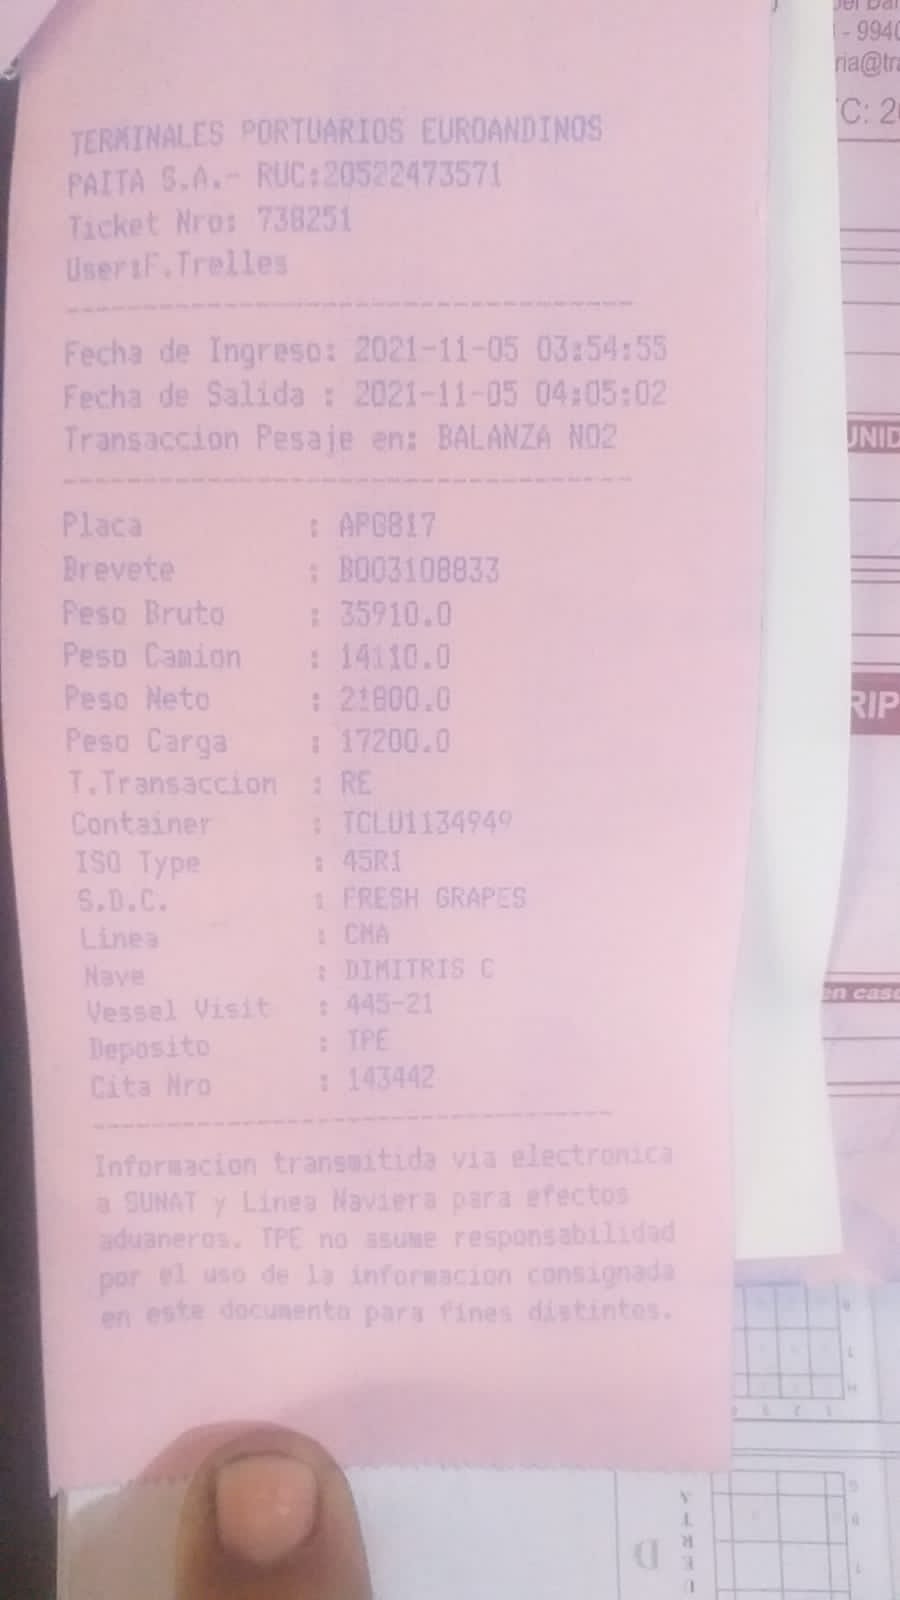 TERMINALES PORTUARIOS EUROANDINOS
PAITA S.A.- RUC:20522473571
Ticket Nro: 738251
User:F.Trelles
Fecha de Ingreso: 2021-11-05 03:54:55
Fecha de Salida : 2021-11-05 04:05:02
Transaccion Pesaje en: BALANZA NO2
Placa : APG817
Brevete : B003108833
Peso Bruto : 35910.0
Peso Camion : 14110.0
Peso Neto : 21800.0
Peso Carga : 17200.0
T.Transaccion : RE
Container : TCLU1134949
ISO Type : 45R1
S.D.C. : FRESH GRAPES
Linea : CMA
Nave : DIMITRIS C
Vessel Visit : 445-21
Deposito : TPE
Cita Nro : 143442
Informacion transmitida via electronica
a SUNAT y Linea Naviera para efectos
aduaneros. TPE no asume responsabilidad
por el uso de la informacion consignada
en este documento para fines distintos.
en caso